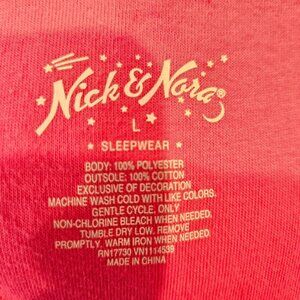 Nick & Nora®
L
★ SLEEPWEAR ★
BODY: 100% POLYESTER
OUTSOLE: 100% COTTON
EXCLUSIVE OF DECORATION
MACHINE WASH COLD WITH LIKE COLORS.
GENTLE CYCLE. ONLY
NON-CHLORINE BLEACH WHEN NEEDED.
TUMBLE DRY LOW. REMOVE
PROMPTLY. WARM IRON WHEN NEEDED.
RN17730 VN1114539
MADE IN CHINA